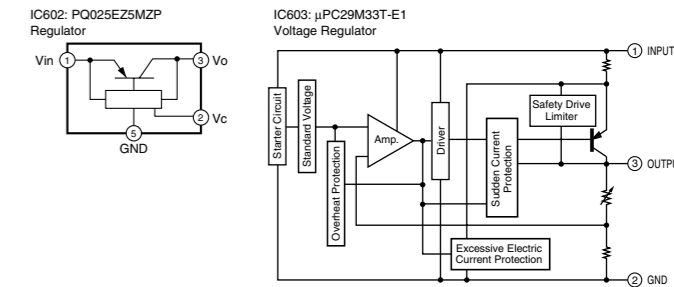 IC602: PQ025EZ5MZP
Regulator
Vin 1
3 Vo
2 Vc
5
GND
IC603: µPC29M33T-E1
Voltage Regulator
1 INPUT
Starter Circuit
Standard Voltage
Overheat Protection
Amp.
Driver
Sudden Current
Protection
Safety Drive
Limiter
3 OUTP
Excessive Electric
Current Protection
2 GND